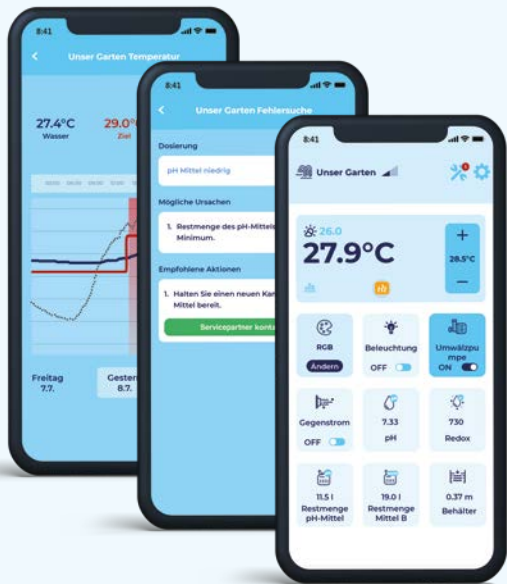 8:41
Unser Garten Temperatur
27.4°C
29.0°
Wasser
Ziel
Freitag
7.7.
Gestern
8.7.
8:41
Unser Garten Fehlersuche
Dosierung
pH Mittel niedrig
Mögliche Ursachen
1. Restmenge des pH-Mittels
Minimum.
Empfohlene Aktionen
1. Halten Sie einen neuen
Mittel bereit.
Servicepartner
8:41
Unser Garten
26.0
27.9°C
+
28.5°C
−
RGB
Ändern
Beleuchtung
OFF
Umwälzpu
mpe
ON
Gegenstrom
OFF
7.33
pH
730
Redox
11.5 l
Restmenge
pH-Mittel
19.0 l
Restmenge
Mittel B
0.37 m
Behälter